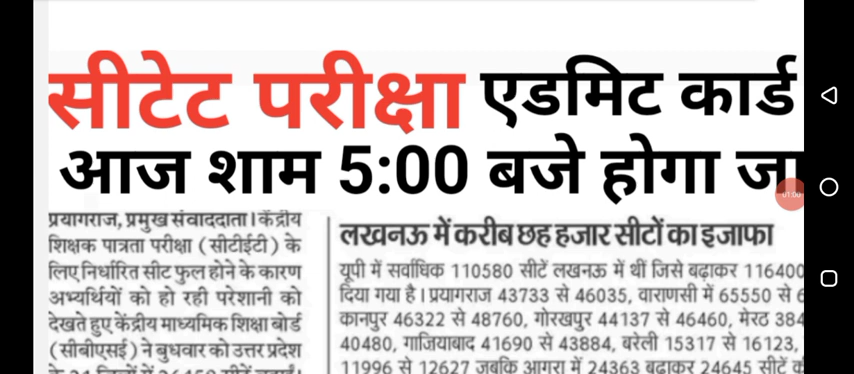 सीटेट परीक्षा एडमिट कार्ड
आज शाम 5:00 बजे होगा
प्रयागराज, प्रमुख संवाददाता। केंद्रीय
शिक्षक पात्रता परीक्षा (सीटीईटी) के
लिए निर्धारित सीट फुल होने के कारण
अभ्यर्थियों को हो रही परेशानी को
देखते हुए केंद्रीय माध्यमिक शिक्षा बोर्ड
(सीबीएसई) ने बुधवार को उत्तर प्रदेश
लखनऊ में करीब छह हजार सीटों का इजाफा
यूपी में सर्वाधिक 110580 सीटें लखनऊ में थीं जिसे बढ़ाकर 116400
दिया गया है। प्रयागराज 43733 से 46035, वाराणसी में 65550 से
कानपुर 46322 से 48760, गोरखपुर 44137 से 46460, मेरठ
40480, गाजियाबाद 41690 से 43884, बरेली 15317 से 16123,
11996 से 12627 जबकि आगरा में 24363 बढ़ाकर 24645 सीटें
01:00